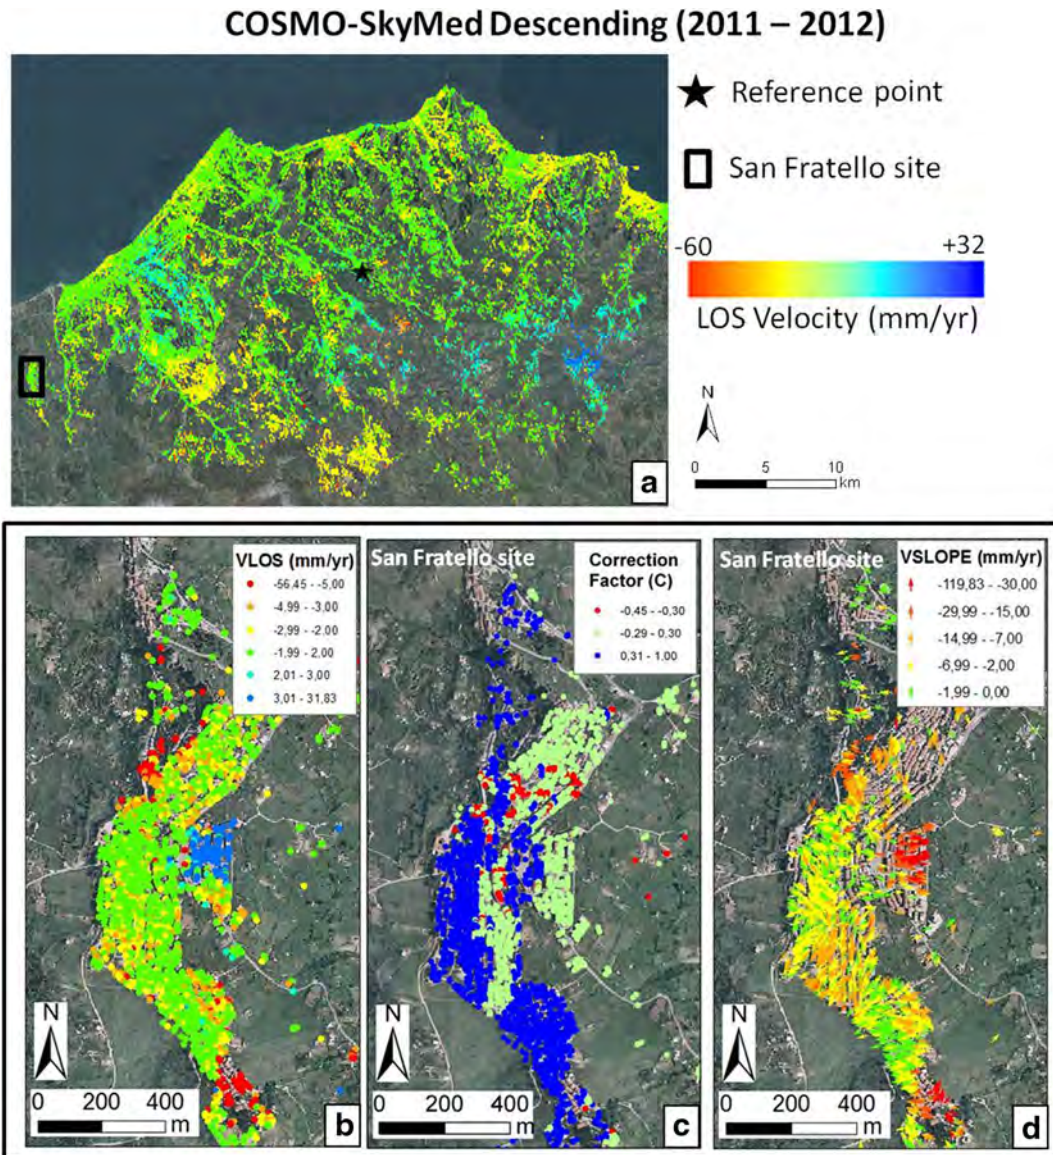 COSMO-SkyMed Descending (2011 – 2012)
Reference point
San Fratello site
-60 +32
LOS Velocity (mm/yr)
N
0 5 10
km
a
VLOS (mm/yr)
-56,45 - -5,00
-4,99 - -3,00
-2,99 - -2,00
-1,99 - 2,00
2,01 - 3,00
3,01 - 31,83
N
0 200 400
m
b
San Fratello site
Correction
Factor (C)
-0,45 - -0,30
-0,29 - 0,30
0,31 - 1,00
N
0 200 400
m
c
San Fratello site
VSLOPE (mm/yr)
-119,83 - -30,00
-29,99 - -15,00
-14,99 - -7,00
-6,99 - -2,00
-1,99 - 0,00
N
0 200 400
m
d